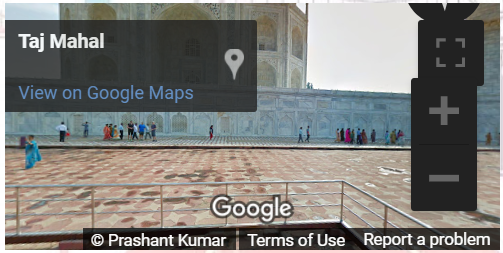 Taj Mahal
View on Google Maps
Google
© Prashant Kumar
Terms of Use
Report a problem